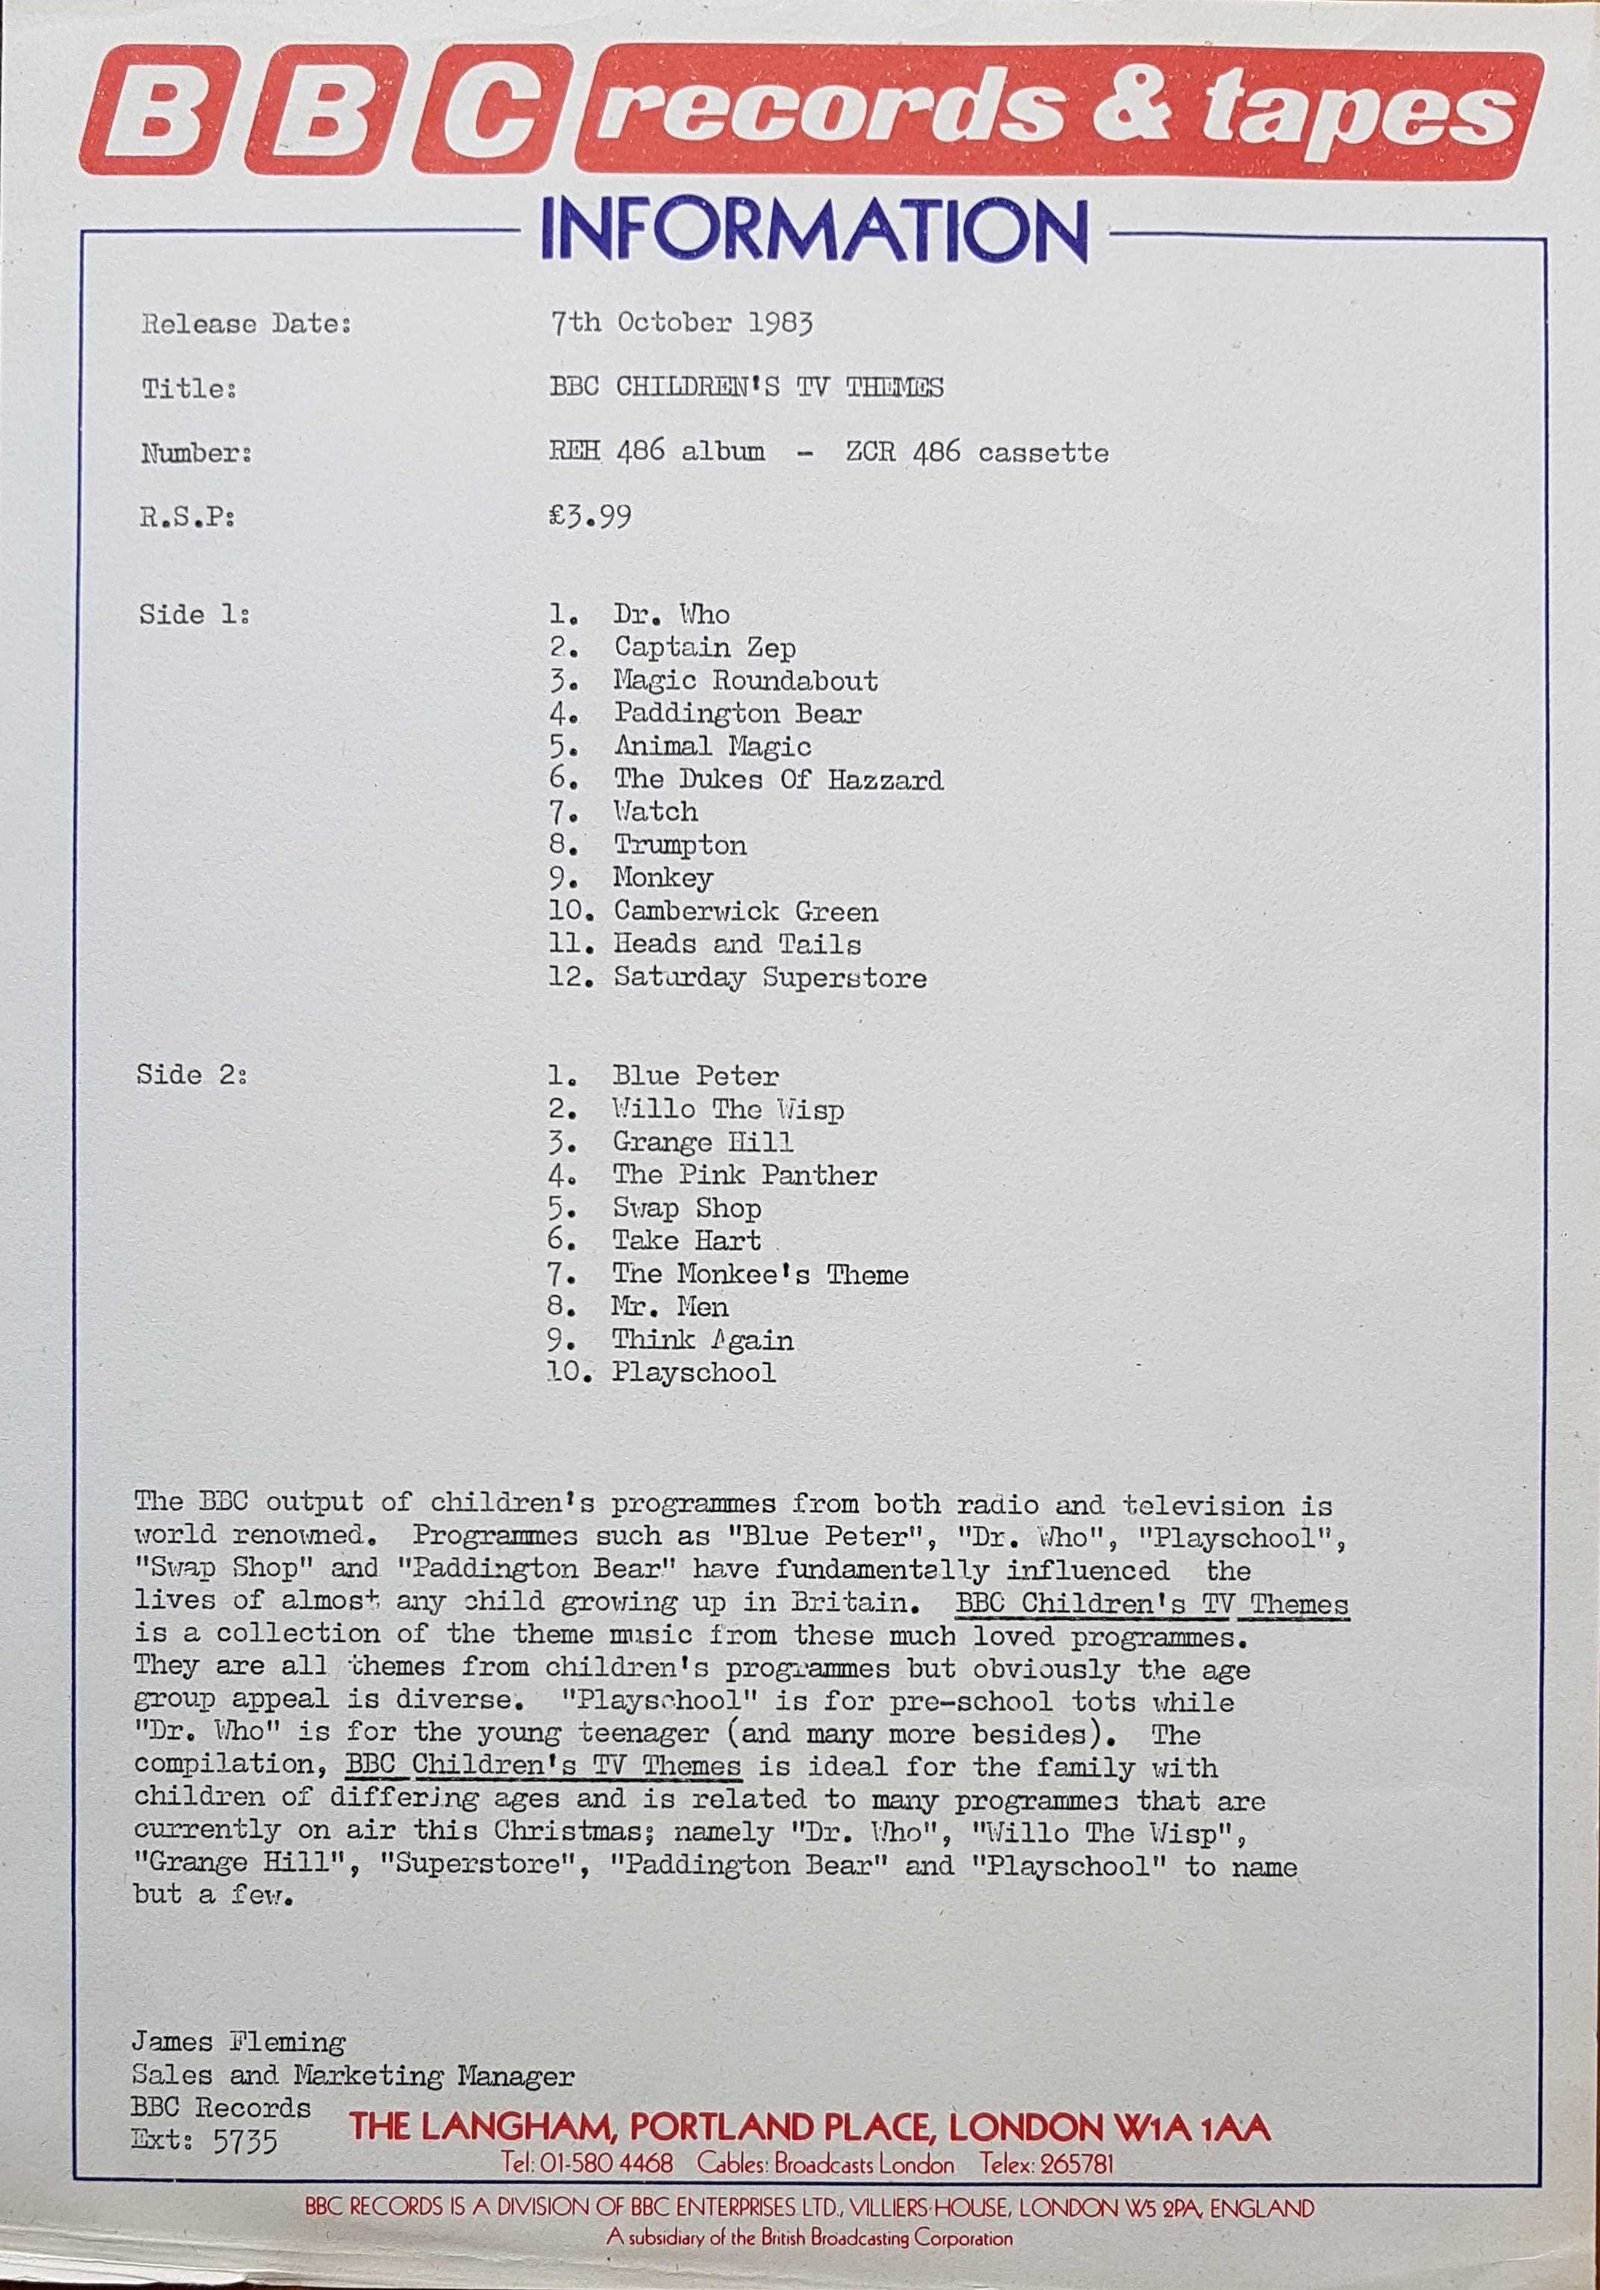 BBC records & tapes
INFORMATION
Release Date: 7th October 1983
Title: BBC CHILDREN'S TV THEMES
Number: REH 486 album - ZCR 486 cassette
R.S.P: £3.99
Side 1: 1. Dr. Who
2. Captain Zep
3. Magic Roundabout
4. Paddington Bear
5. Animal Magic
6. The Dukes Of Hazzard
7. Watch
8. Trumpton
9. Monkey
10. Camberwick Green
11. Heads and Tails
12. Saturday Superstore
Side 2: 1. Blue Peter
2. Willo The Wisp
3. Grange Hill
4. The Pink Panther
5. Swap Shop
6. Take Hart
7. The Monkee's Theme
8. Mr. Men
9. Think Again
10. Playschool
The BBC output of children's programmes from both radio and television is
world renowned. Programmes such as "Blue Peter", "Dr. Who", "Playschool",
"Swap Shop" and "Paddington Bear" have fundamentally influenced the
lives of almost any child growing up in Britain. BBC Children's TV Themes
is a collection of the theme music from these much loved programmes.
They are all themes from children's programmes but obviously the age
group appeal is diverse. "Playschool" is for pre-school tots while
"Dr. Who" is for the young teenager (and many more besides). The
compilation, BBC Children's TV Themes is ideal for the family with
children of differing ages and is related to many programmes that are
currently on air this Christmas; namely "Dr. Who", "Willo The Wisp",
"Grange Hill", "Superstore", "Paddington Bear" and "Playschool" to name
but a few.
James Fleming
Sales and Marketing Manager
BBC Records
Ext: 5735
THE LANGHAM, PORTLAND PLACE, LONDON W1A 1AA
Tel: 01-580 4468 Cables: Broadcasts London Telex: 265781
BBC RECORDS IS A DIVISION OF BBC ENTERPRISES LTD., VILLIERS HOUSE, LONDON W5 2PA, ENGLAND
A subsidiary of the British Broadcasting Corporation